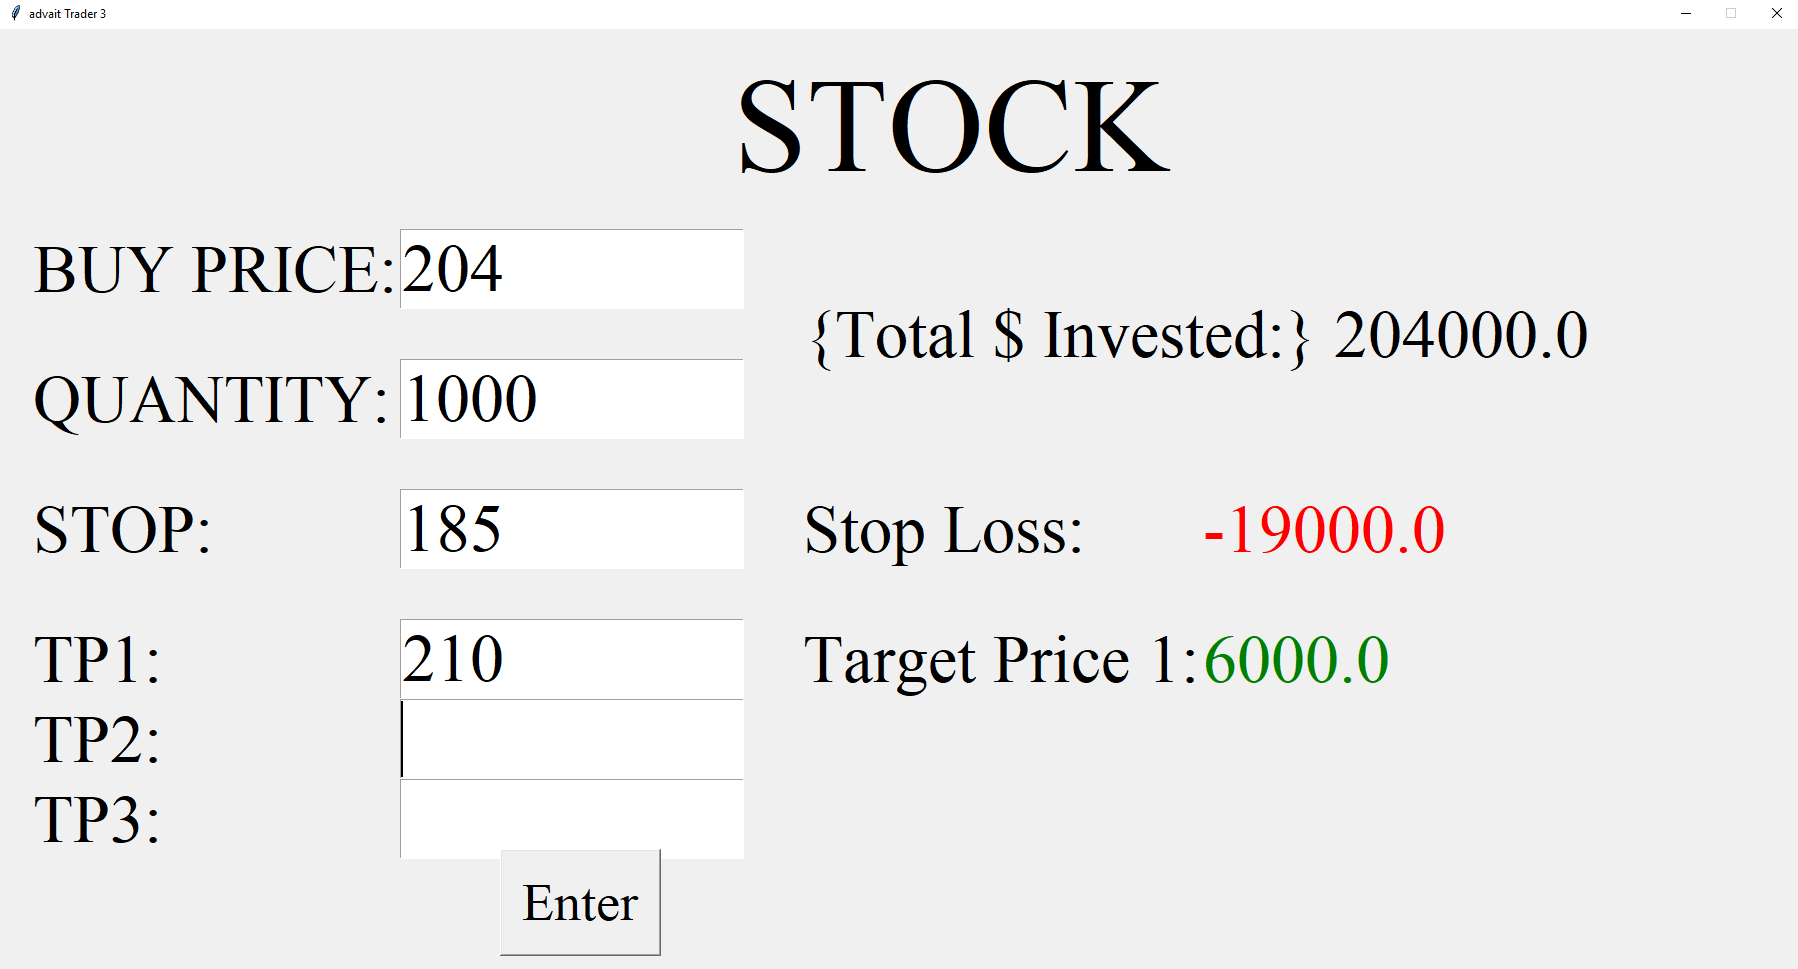 advait Trader 3
STOCK
BUY PRICE: 204
{Total $ Invested:} 204000.0
QUANTITY: 1000
STOP: 185 Stop Loss: -19000.0
TP1: 210 Target Price 1: 6000.0
TP2:
TP3:
Enter